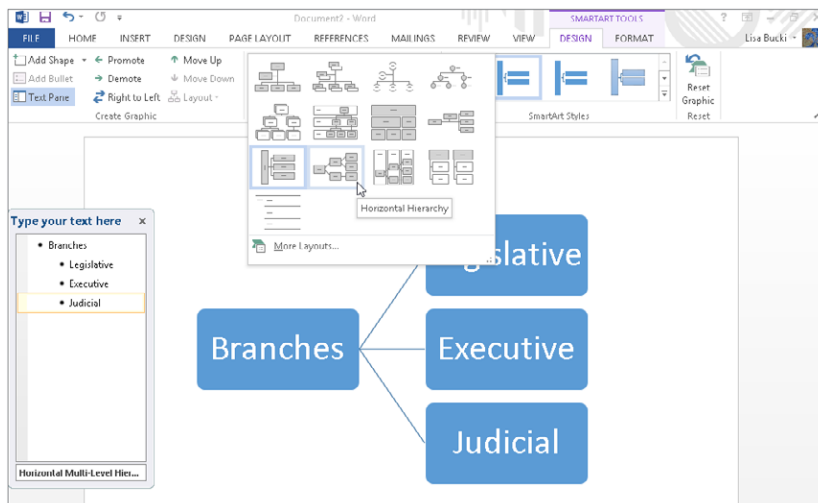 Document2 - Word
SMARTART TOOLS
?
FILE HOME INSERT DESIGN PAGE LAYOUT REFERENCES MAILINGS REVIEW VIEW DESIGN FORMAT Lisa Bucki
Add Shape Promote Move Up
Add Bullet Demote Move Down
Text Pane Right to Left Layout
Create Graphic
SmartArt Styles
Reset
Graphic
Reset
Horizontal Hierarchy
More Layouts...
Type your text here x
Branches
Legislative
Executive
Judicial
Horizontal Multi-Level Hier...
gislative
Branches
Executive
Judicial